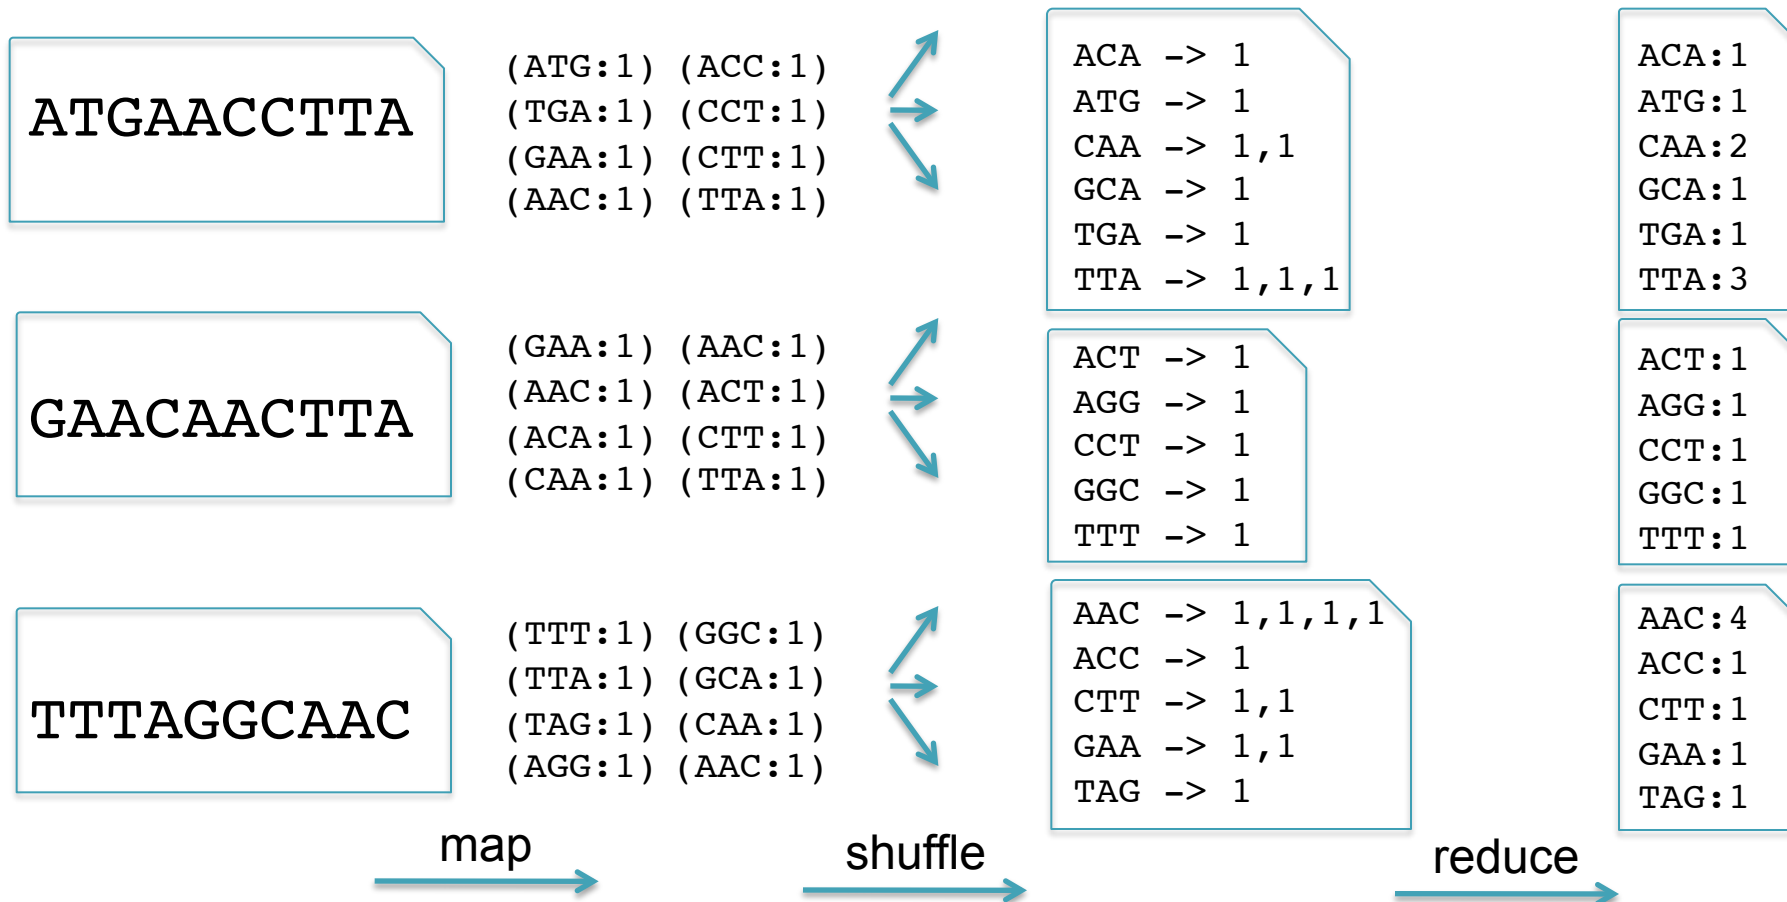 ATGAACCTTA
(ATG:1) (ACC:1)
(TGA:1) (CCT:1)
(GAA:1) (CTT:1)
(AAC:1) (TTA:1)
ACA -> 1
ATG -> 1
CAA -> 1,1
GCA -> 1
TGA -> 1
TTA -> 1,1,1
ACA:1
ATG:1
CAA:2
GCA:1
TGA:1
TTA:3
GAACAACTTA
(GAA:1) (AAC:1)
(AAC:1) (ACT:1)
(ACA:1) (CTT:1)
(CAA:1) (TTA:1)
ACT -> 1
AGG -> 1
CCT -> 1
GGC -> 1
TTT -> 1
ACT:1
AGG:1
CCT:1
GGC:1
TTT:1
TTTAGGCAAC
(TTT:1) (GGC:1)
(TTA:1) (GCA:1)
(TAG:1) (CAA:1)
(AGG:1) (AAC:1)
AAC -> 1,1,1,1
ACC -> 1
CTT -> 1,1
GAA -> 1,1
TAG -> 1
AAC:4
ACC:1
CTT:1
GAA:1
TAG:1
map
shuffle
reduce